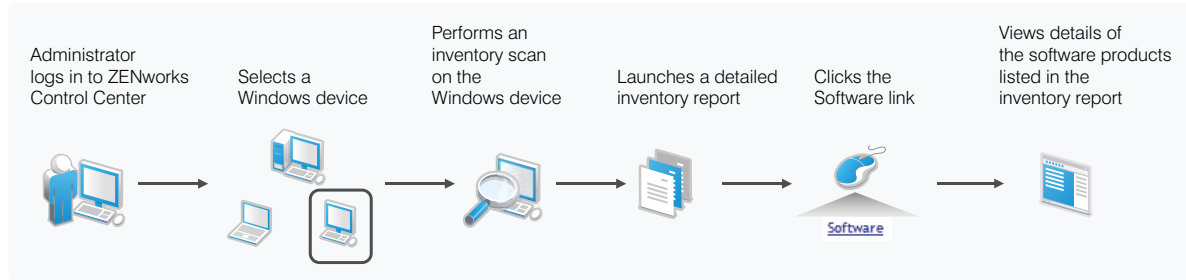 Administrator
logs in to ZENworks
Control Center
Selects a
Windows device
Performs an
inventory scan
on the
Windows device
Launches a detailed
inventory report
Clicks the
Software link
Software
Views details of
the software products
listed in the
inventory report